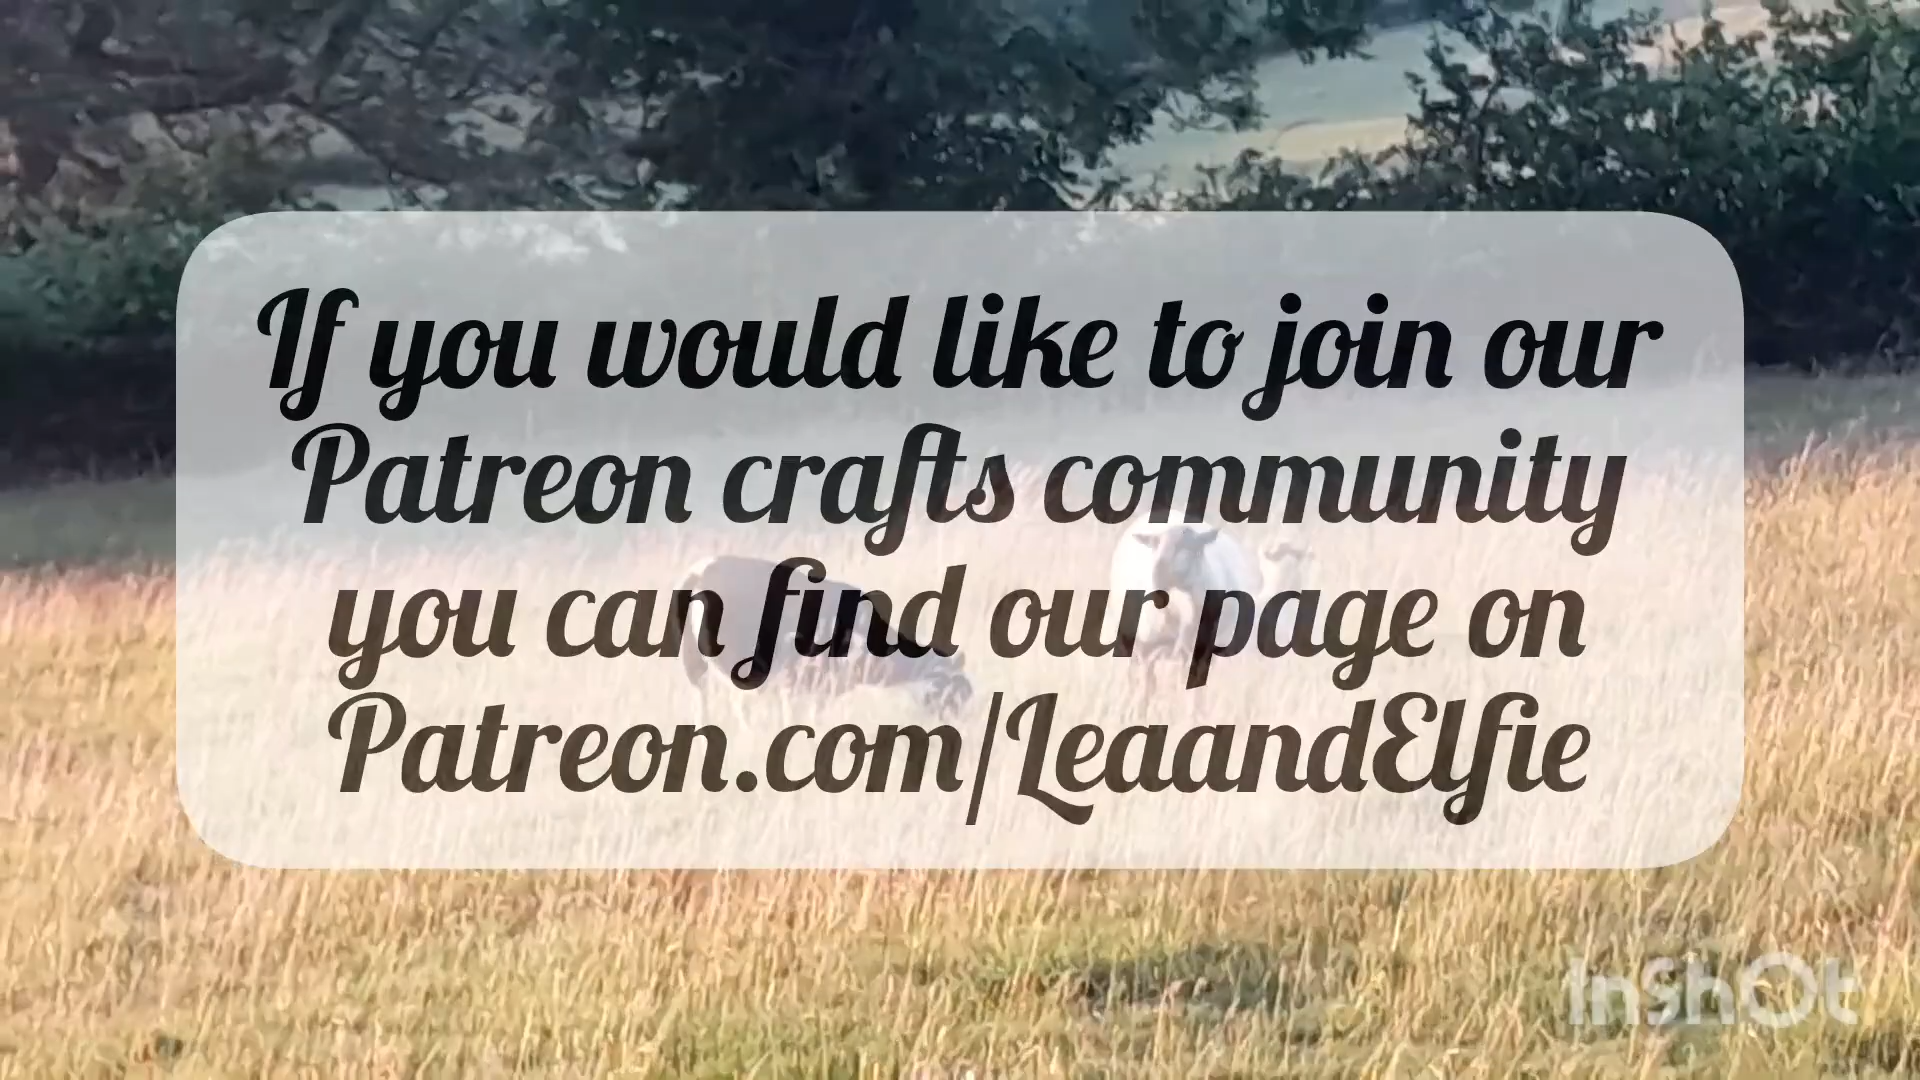 If you would like to join our
Patreon crafts community
you can find our page on
Patreon.com/LeaandElfie
InShOt